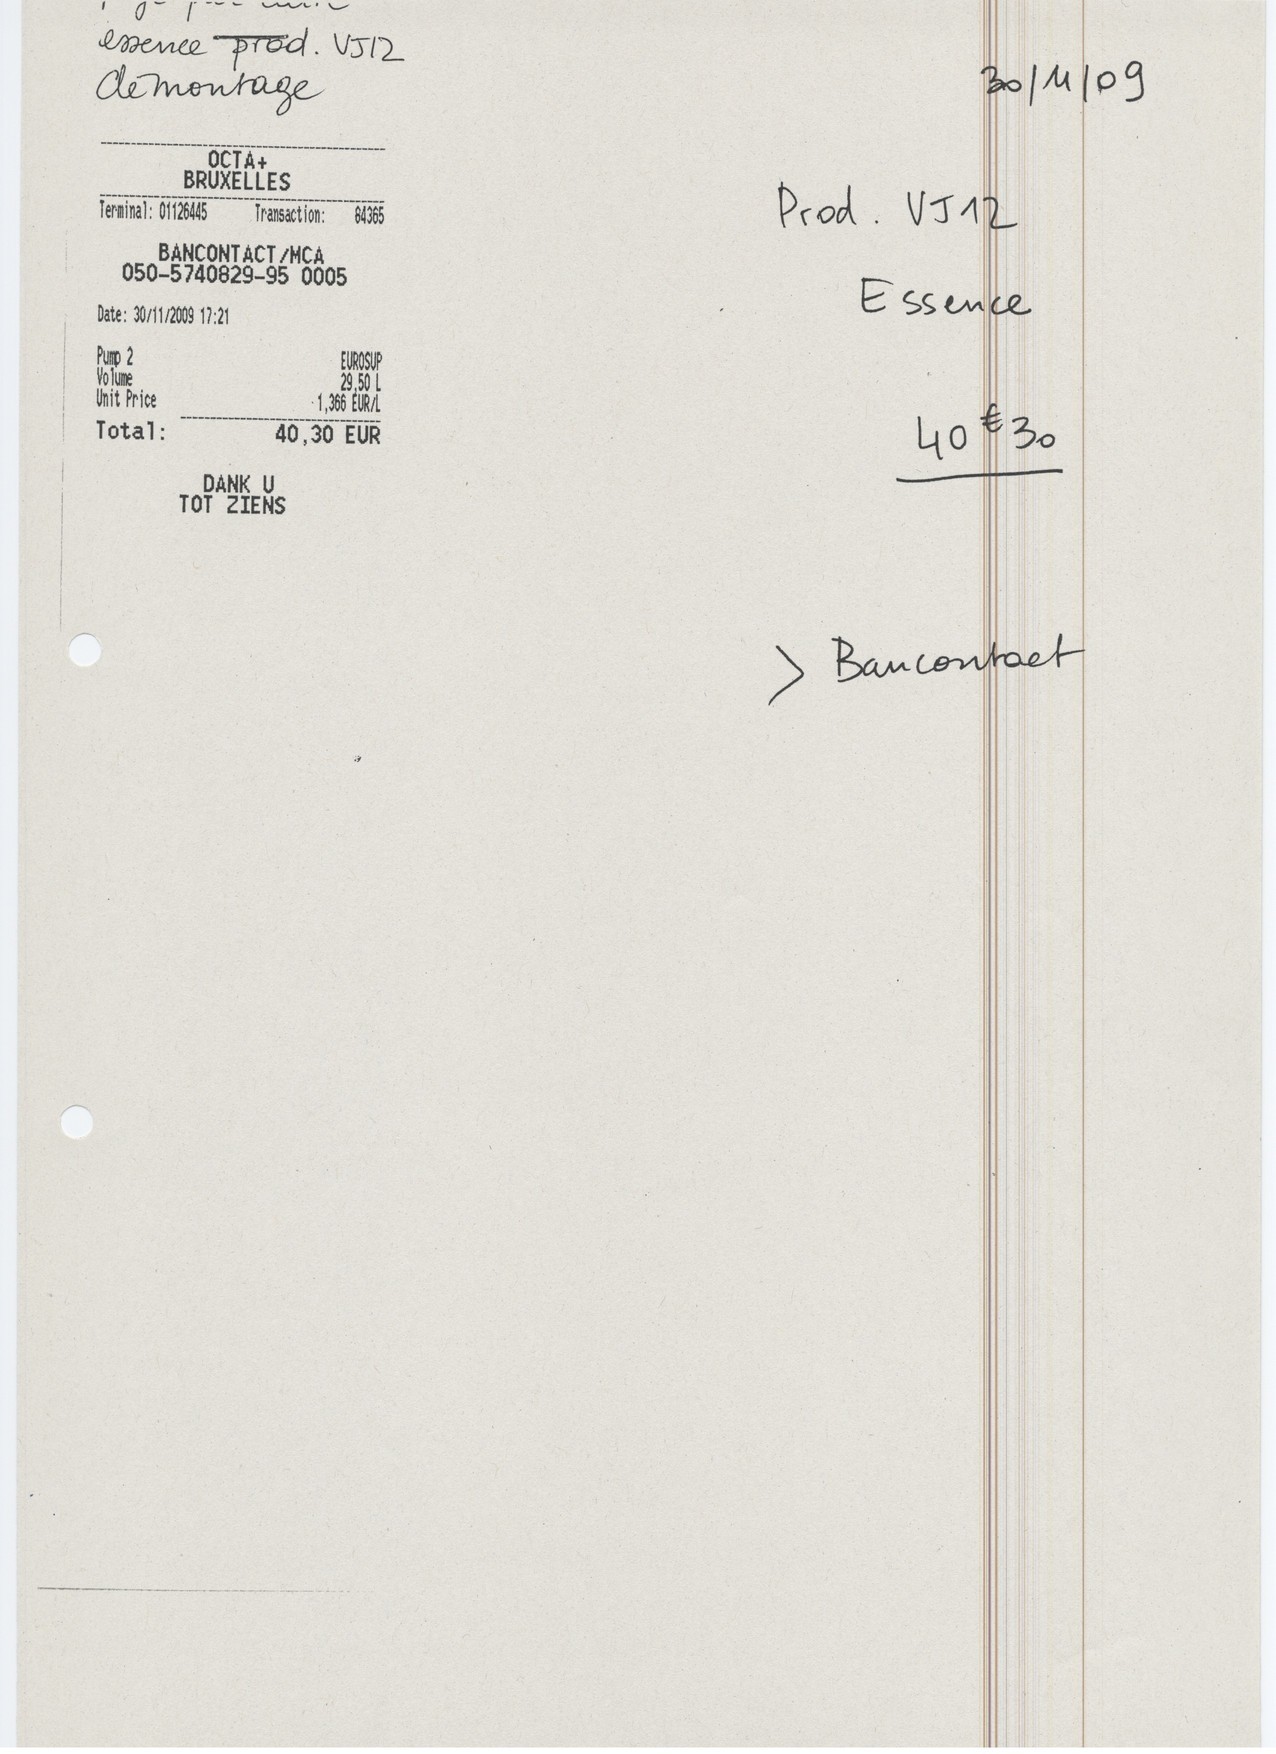 essence prod. VJ12
démontage
30/11/09
OCTA+
BRUXELLES
Terminal: 01126445 Transaction: 84365
BANCONTACT/MCA
050-5740829-95 0005
Date: 30/11/2009 17:21
Pump 2 EUROSUP
Volume 29,50 L
Unit Price 1,366 EUR/L
Total: 40,30 EUR
DANK U
TOT ZIENS
Prod. VJ12
Essence
40€30
> Bancontact